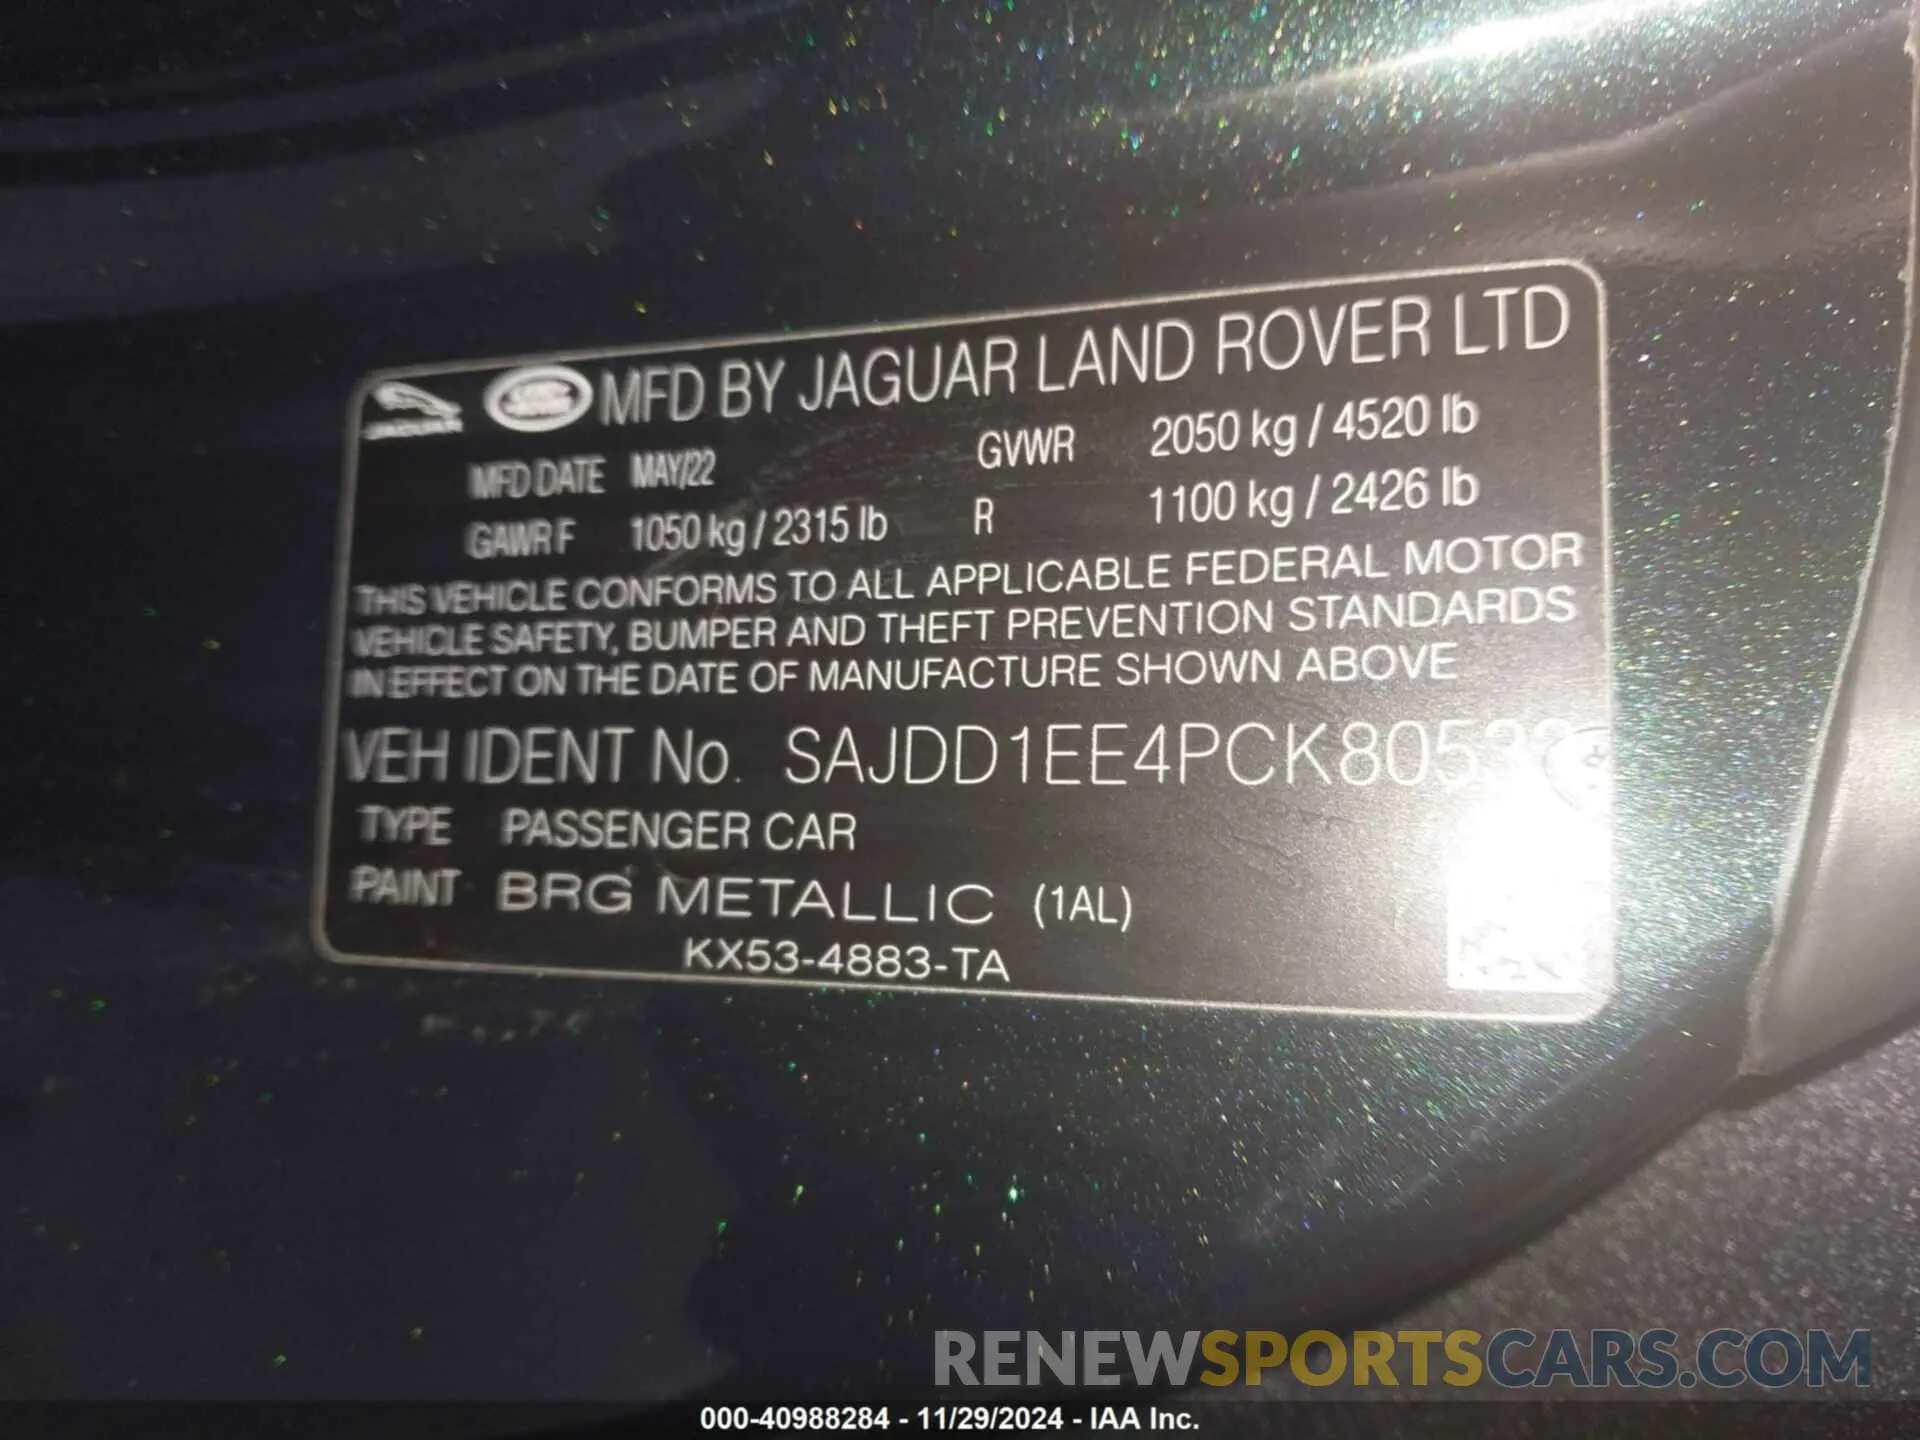 JAGUAR LAND ROVER MFD BY JAGUAR LAND ROVER LTD
MFD DATE MAY/22 GVWR 2050 kg / 4520 lb
GAWR F 1050 kg / 2315 lb R 1100 kg / 2426 lb
THIS VEHICLE CONFORMS TO ALL APPLICABLE FEDERAL MOTOR
VEHICLE SAFETY, BUMPER AND THEFT PREVENTION STANDARDS
IN EFFECT ON THE DATE OF MANUFACTURE SHOWN ABOVE
VEH IDENT No.
TYPE PASSENGER CAR
PAINT BRG METALLIC (1AL)
KX53-4883-TA
RENEWSPORTSCARS.COM
000-40988284 - 11/29/2024 - IAA Inc.